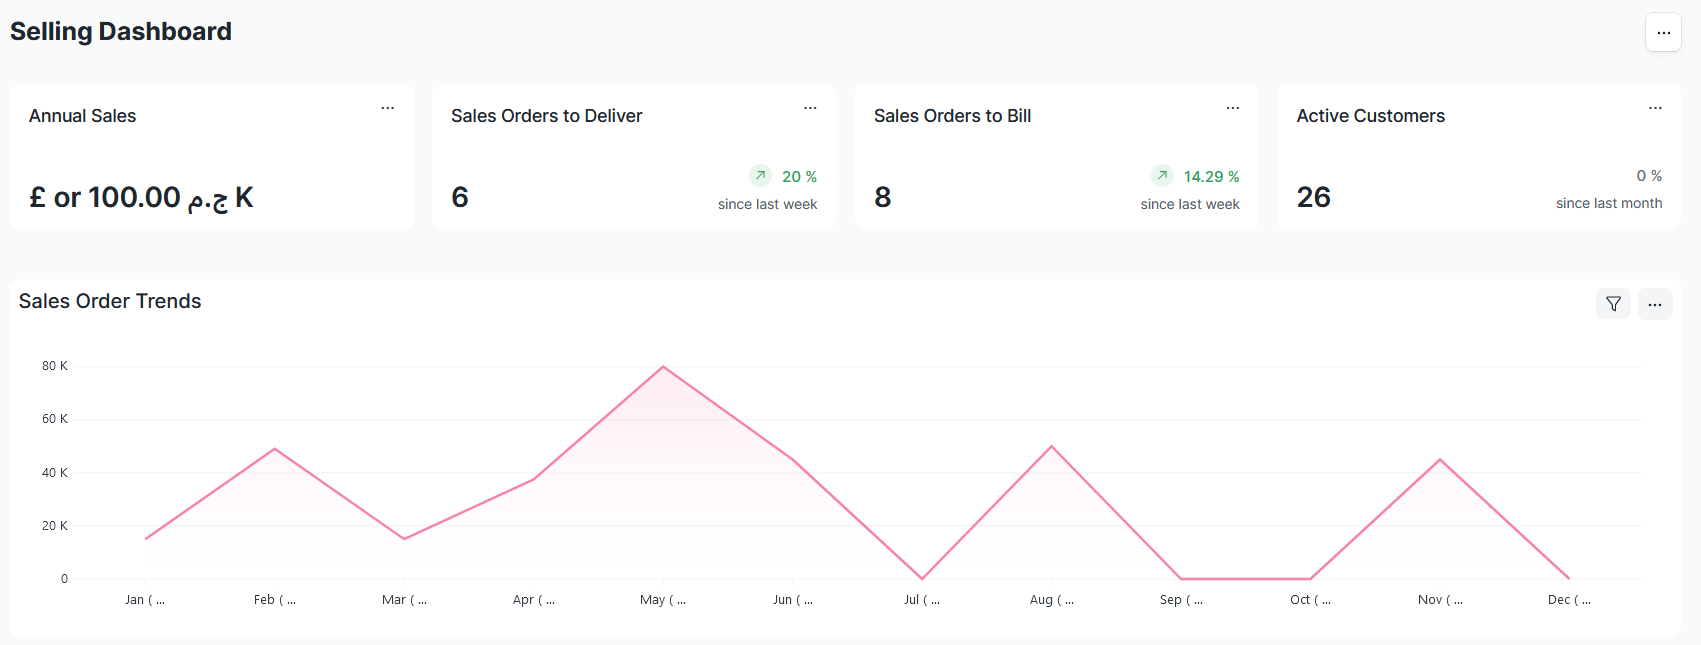 Selling Dashboard
...
Annual Sales
...
£ or 100.00 ج.م K
Sales Orders to Deliver
...
6
20 %
since last week
Sales Orders to Bill
...
8
14.29 %
since last week
Active Customers
...
26
0 %
since last month
Sales Order Trends
...
80 K
60 K
40 K
20 K
0
Jan ( ...
Feb ( ...
Mar ( ...
Apr ( ...
May ( ...
Jun ( ...
Jul ( ...
Aug ( ...
Sep ( ...
Oct ( ...
Nov ( ...
Dec ( ...